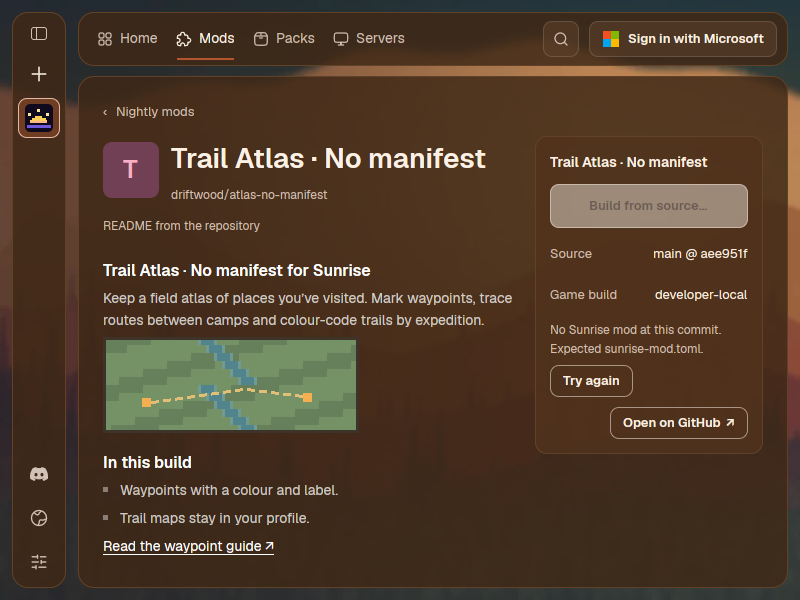 Home
Mods
Packs
Servers
Sign in with Microsoft
‹ Nightly mods
T
Trail Atlas · No manifest
driftwood/atlas-no-manifest
README from the repository
Trail Atlas · No manifest for Sunrise
Keep a field atlas of places you've visited. Mark waypoints, trace
routes between camps and colour-code trails by expedition.
In this build
Waypoints with a colour and label.
Trail maps stay in your profile.
Read the waypoint guide ↗
Trail Atlas · No manifest
Build from source…
Source main @ aee951f
Game build developer-local
No Sunrise mod at this commit.
Expected sunrise-mod.toml.
Try again
Open on GitHub ↗